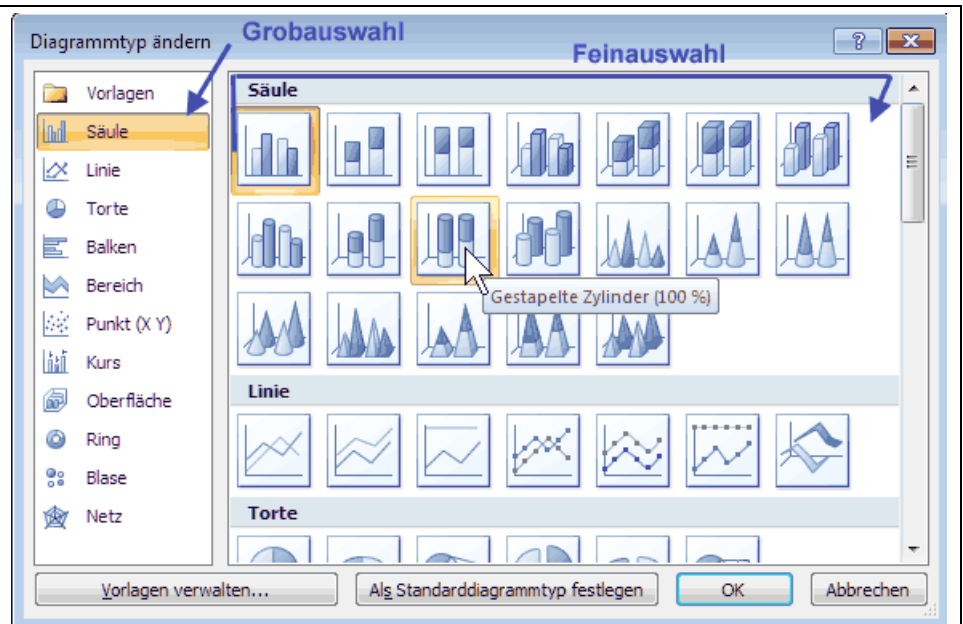 Diagrammtyp ändern
Grobauswahl
Feinauswahl
Vorlagen
Säule
Linie
Torte
Balken
Bereich
Punkt (X Y)
Kurs
Oberfläche
Ring
Blase
Netz
Säule
Gestapelte Zylinder (100 %)
Linie
Torte
Vorlagen verwalten...
Als Standarddiagrammtyp festlegen
OK
Abbrechen